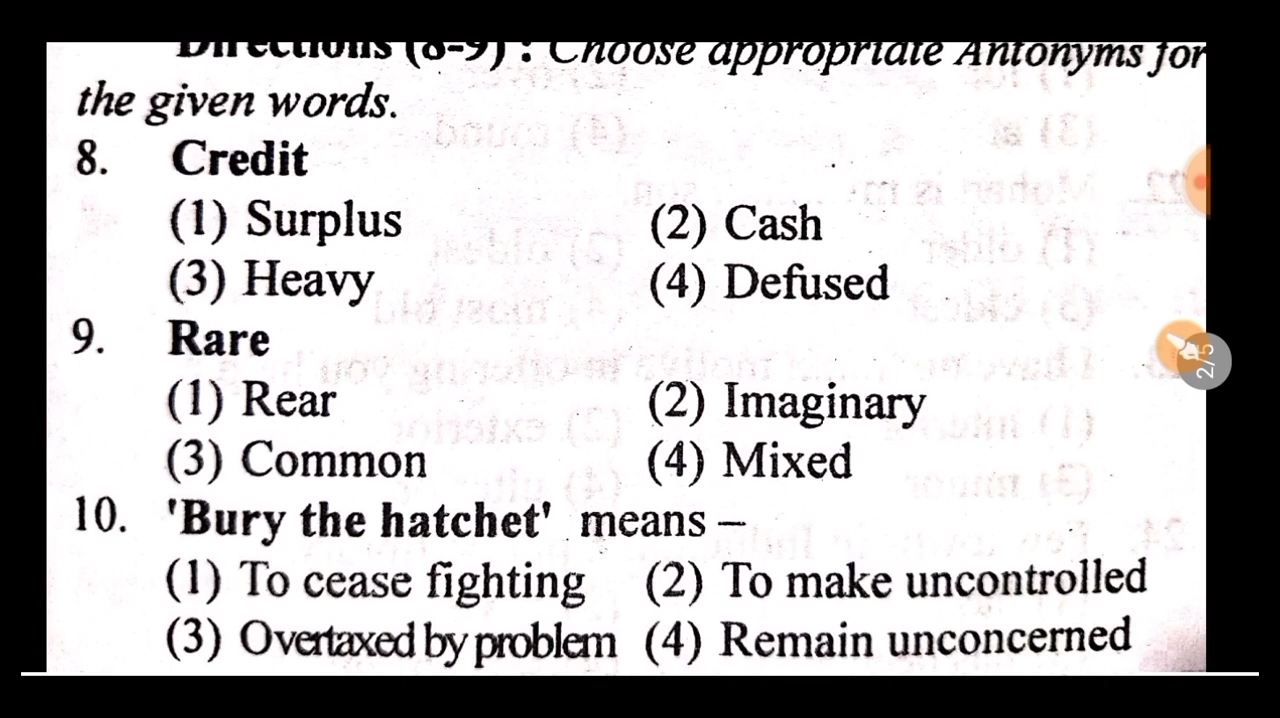 Directions (8-9) : Choose appropriate Antonyms for
the given words.
8. Credit
(1) Surplus (2) Cash
(3) Heavy (4) Defused
9. Rare
(1) Rear (2) Imaginary
(3) Common (4) Mixed
10. 'Bury the hatchet' means –
(1) To cease fighting (2) To make uncontrolled
(3) Overtaxed by problem (4) Remain unconcerned
2/5